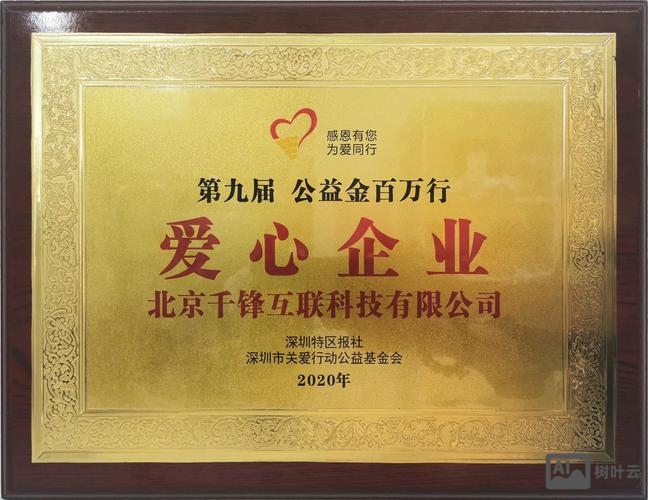 感恩有您
为爱同行
第九届 公益金百万行
爱心企业
北京千锋互联科技有限公司
深圳特区报社
深圳市关爱行动公益基金会
2020年
AI 树叶云